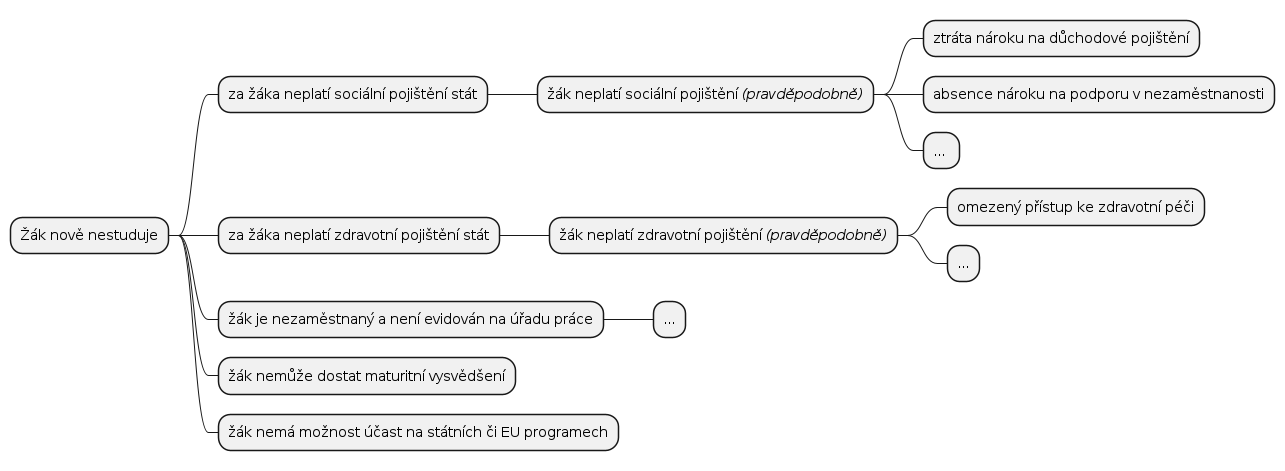 Žák nově nestuduje
za žáka neplatí sociální pojištění stát
žák neplatí sociální pojištění (pravděpodobně)
ztráta nároku na důchodové pojištění
absence nároku na podporu v nezaměstnanosti
...
za žáka neplatí zdravotní pojištění stát
žák neplatí zdravotní pojištění (pravděpodobně)
omezený přístup ke zdravotní péči
...
žák je nezaměstnaný a není evidován na úřadu práce
...
žák nemůže dostat maturitní vysvědšení
žák nemá možnost účast na státních či EU programech